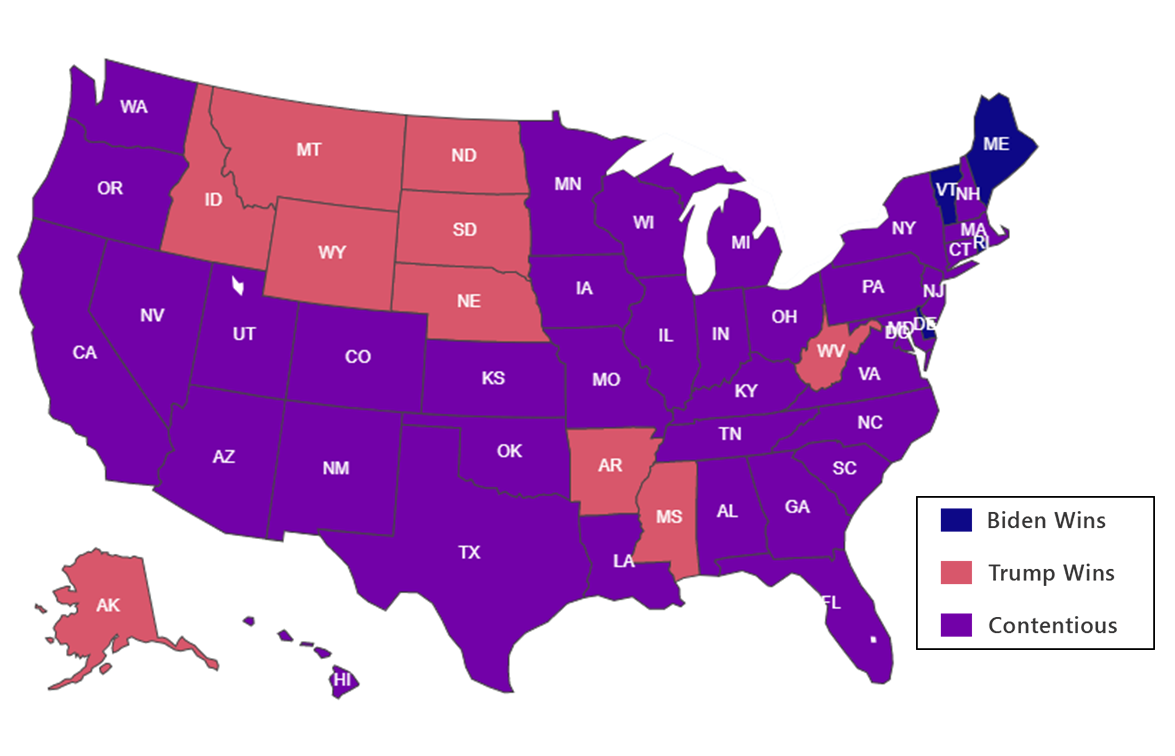 WA
MT
ND
ME
OR
ID
MN
VT
NH
SD
WI
MI
NY
MA
WY
CT
RI
NE
IA
PA
NJ
NV
UT
OH
DE
MD
DC
CA
CO
IL
IN
WV
KS
MO
KY
VA
AZ
NM
OK
TN
NC
AR
SC
MS
AL
GA
TX
LA
FL
AK
HI
Biden Wins
Trump Wins
Contentious